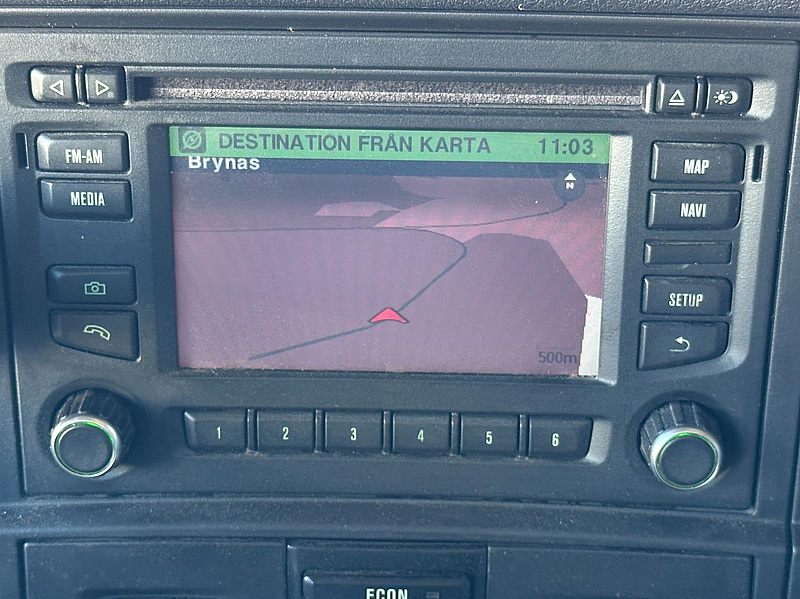 DESTINATION FRÅN KARTA 11:03
Brynäs
N
500m
FM-AM
MEDIA
MAP
NAVI
SETUP
1 2 3 4 5 6
ECON